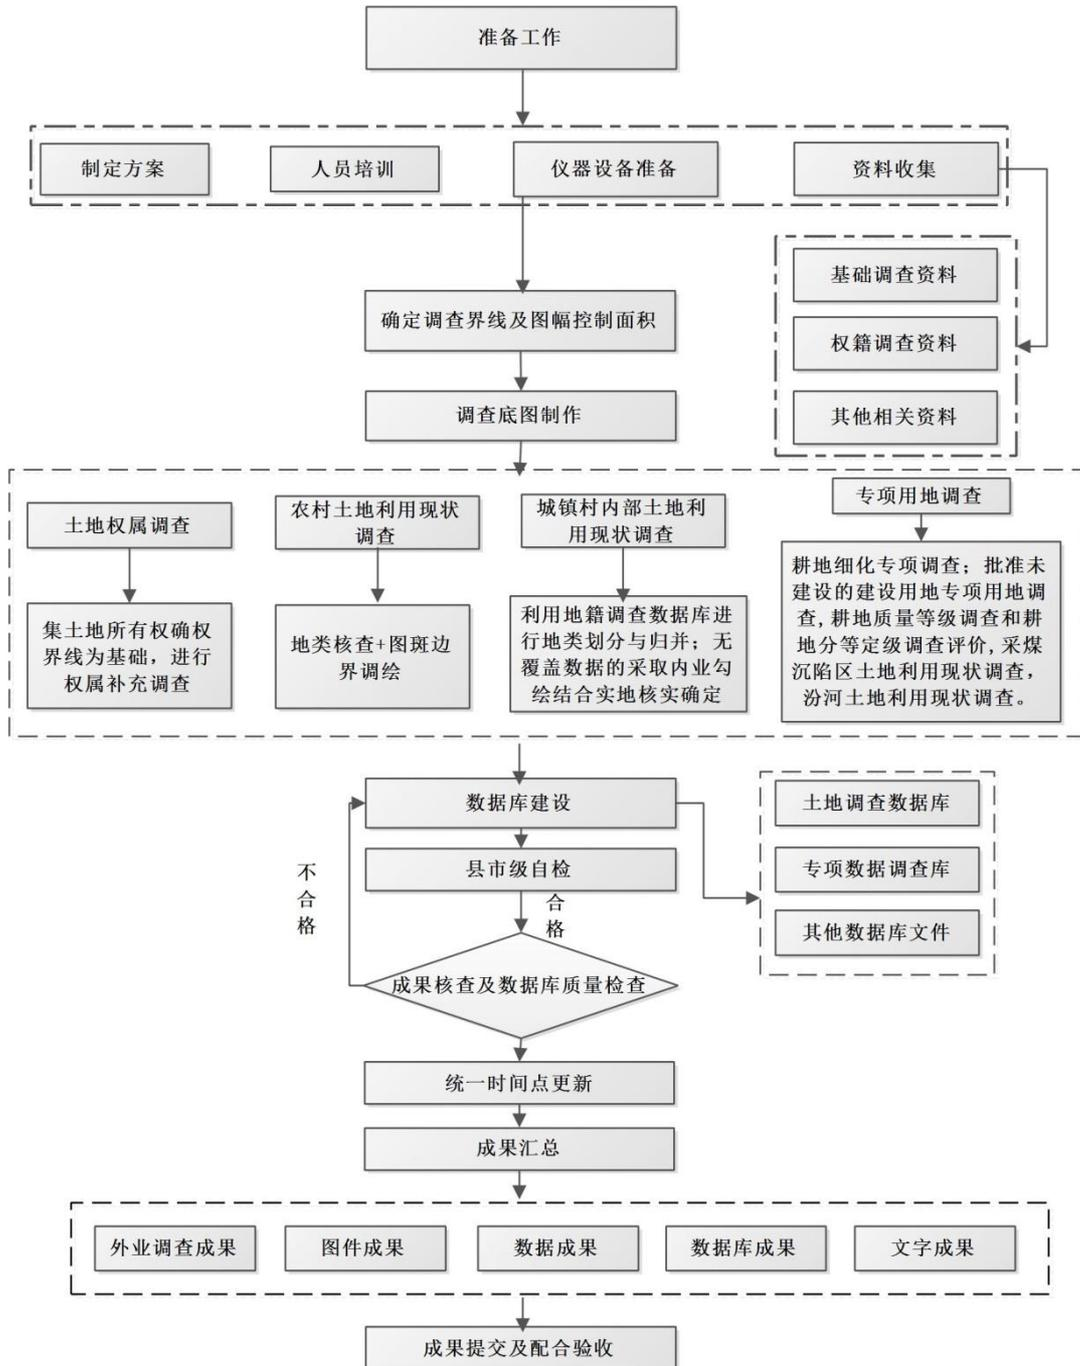 准备工作
制定方案
人员培训
仪器设备准备
资料收集
基础调查资料
确定调查界线及图幅控制面积
权籍调查资料
调查底图制作
其他相关资料
土地权属调查
集土地所有权确权
界线为基础，进行
权属补充调查
农村土地利用现状
调查
地类核查+图斑边
界调绘
城镇村内部土地利
用现状调查
利用地籍调查数据库进
行地类划分与归并；无
覆盖数据的采取内业勾
绘结合实地核实确定
专项用地调查
耕地细化专项调查；批准未
建设的建设用地专项用地调
查,耕地质量等级调查和耕
地分等定级调查评价,采煤
沉陷区土地利用现状调查，
汾河土地利用现状调查。
数据库建设
土地调查数据库
县市级自检
专项数据调查库
不合格
合格
其他数据库文件
成果核查及数据库质量检查
统一时间点更新
成果汇总
外业调查成果
图件成果
数据成果
数据库成果
文字成果
成果提交及配合验收